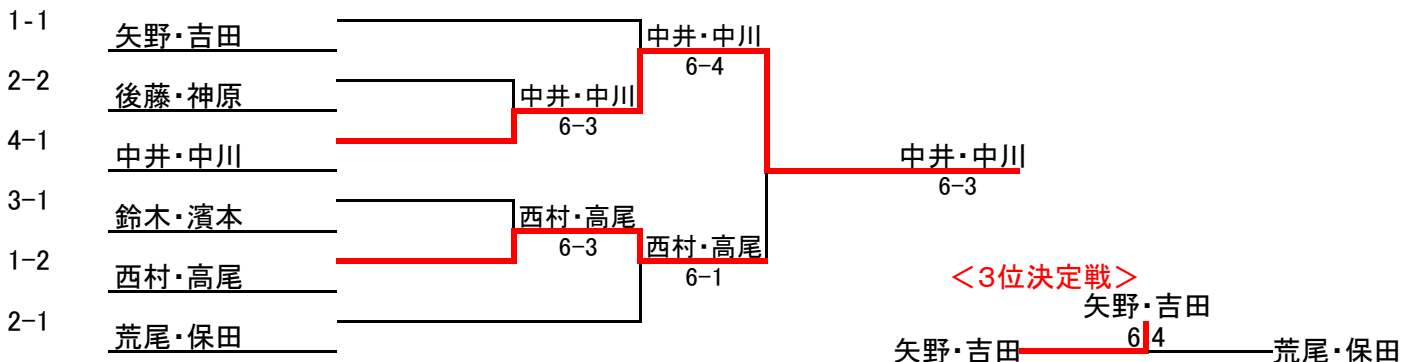 1-1
矢野・吉田
中井・中川
6-4
2-2
後藤・神原
中井・中川
6-3
4-1
中井・中川
中井・中川
6-3
3-1
鈴木・濱本
西村・高尾
6-3
西村・高尾
6-1
1-2
西村・高尾
2-1
荒尾・保田
＜3位決定戦＞
矢野・吉田
6 4
矢野・吉田 荒尾・保田